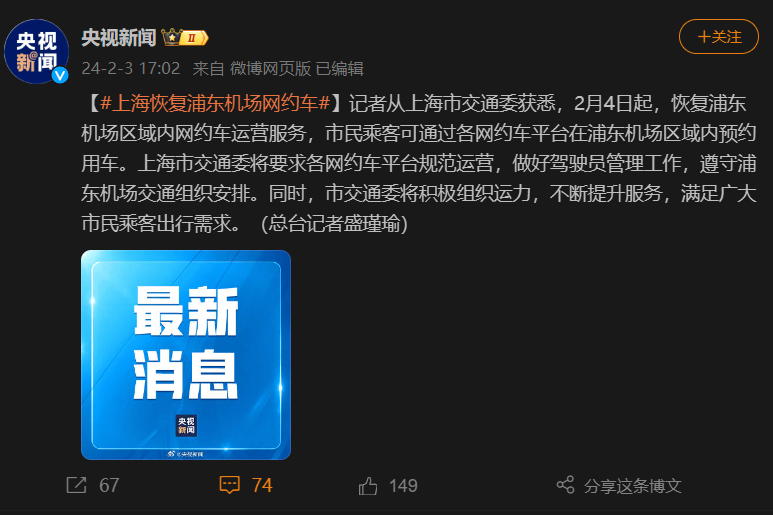 央视
新闻
央视新闻 II
+关注
24-2-3 17:02 来自 微博网页版 已编辑
【#上海恢复浦东机场网约车#】记者从上海市交通委获悉，2月4日起，恢复浦东
机场区域内网约车运营服务，市民乘客可通过各网约车平台在浦东机场区域内预约
用车。上海市交通委将要求各网约车平台规范运营，做好驾驶员管理工作，遵守浦
东机场交通组织安排。同时，市交通委将积极组织运力，不断提升服务，满足广大
市民乘客出行需求。（总台记者盛瑾瑜）
最新
消息
央视
新闻
@央视新闻
67 74 149 分享这条博文